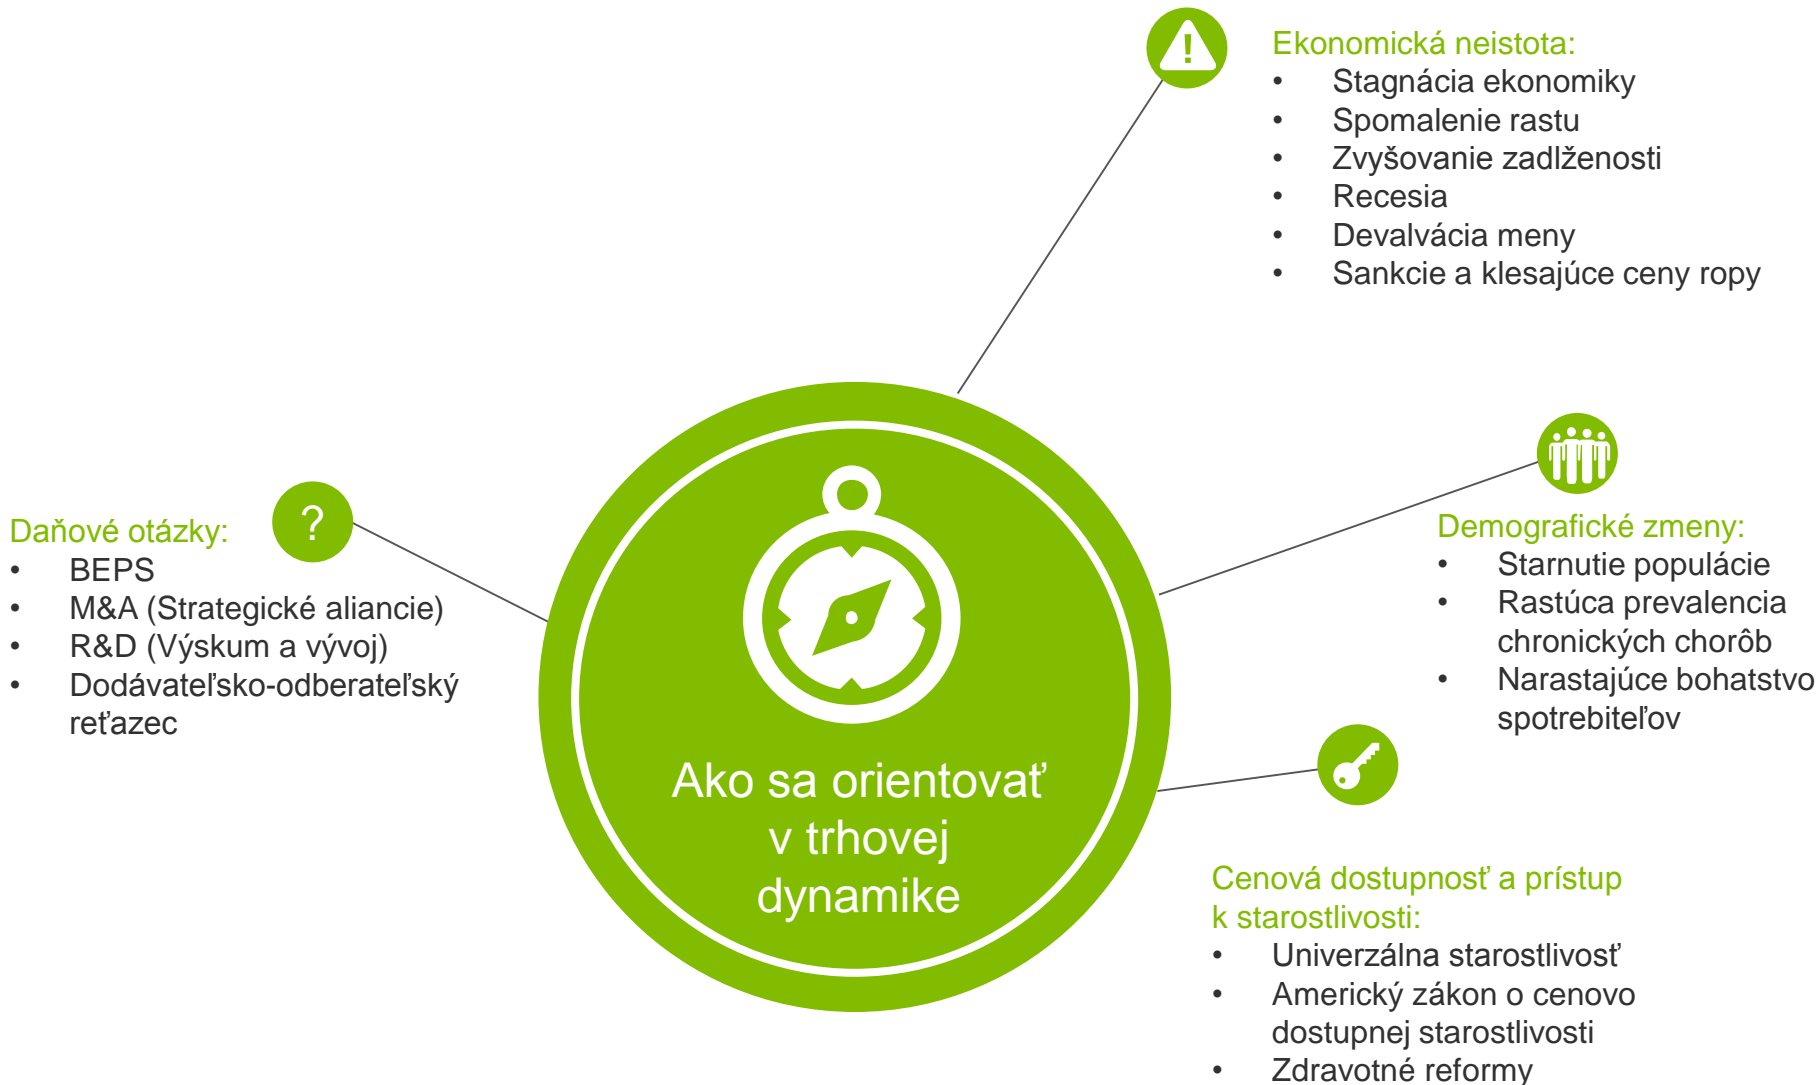 Ekonomická neistota:
• Stagnácia ekonomiky
• Spomalenie rastu
• Zvyšovanie zadlženosti
• Recesia
• Devalvácia meny
• Sankcie a klesajúce ceny ropy
Daňové otázky:
?
• BEPS
• M&A (Strategické aliancie)
• R&D (Výskum a vývoj)
• Dodávateľsko-odberateľský
reťazec
Ako sa orientovať
v trhovej
dynamike
Demografické zmeny:
• Starnutie populácie
• Rastúca prevalencia
chronických chorôb
• Narastajúce bohatstvo
spotrebiteľov
Cenová dostupnosť a prístup
k starostlivosti:
• Univerzálna starostlivosť
• Americký zákon o cenovo
dostupnej starostlivosti
• Zdravotné reformy